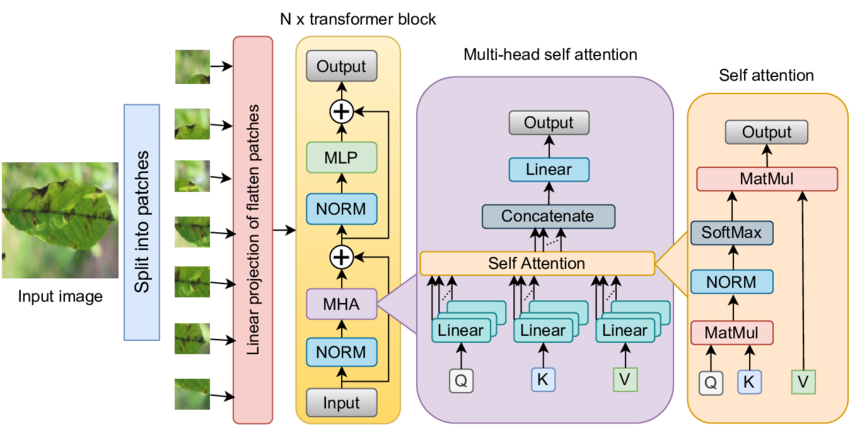 N x transformer block
Multi-head self attention
Self attention
Input image
Split into patches
Linear projection of flatten patches
Output
+
MLP
NORM
+
MHA
NORM
Input
Output
Linear
Concatenate
Self Attention
Linear
Linear
Linear
Q
K
V
Output
MatMul
SoftMax
NORM
MatMul
Q
K
V